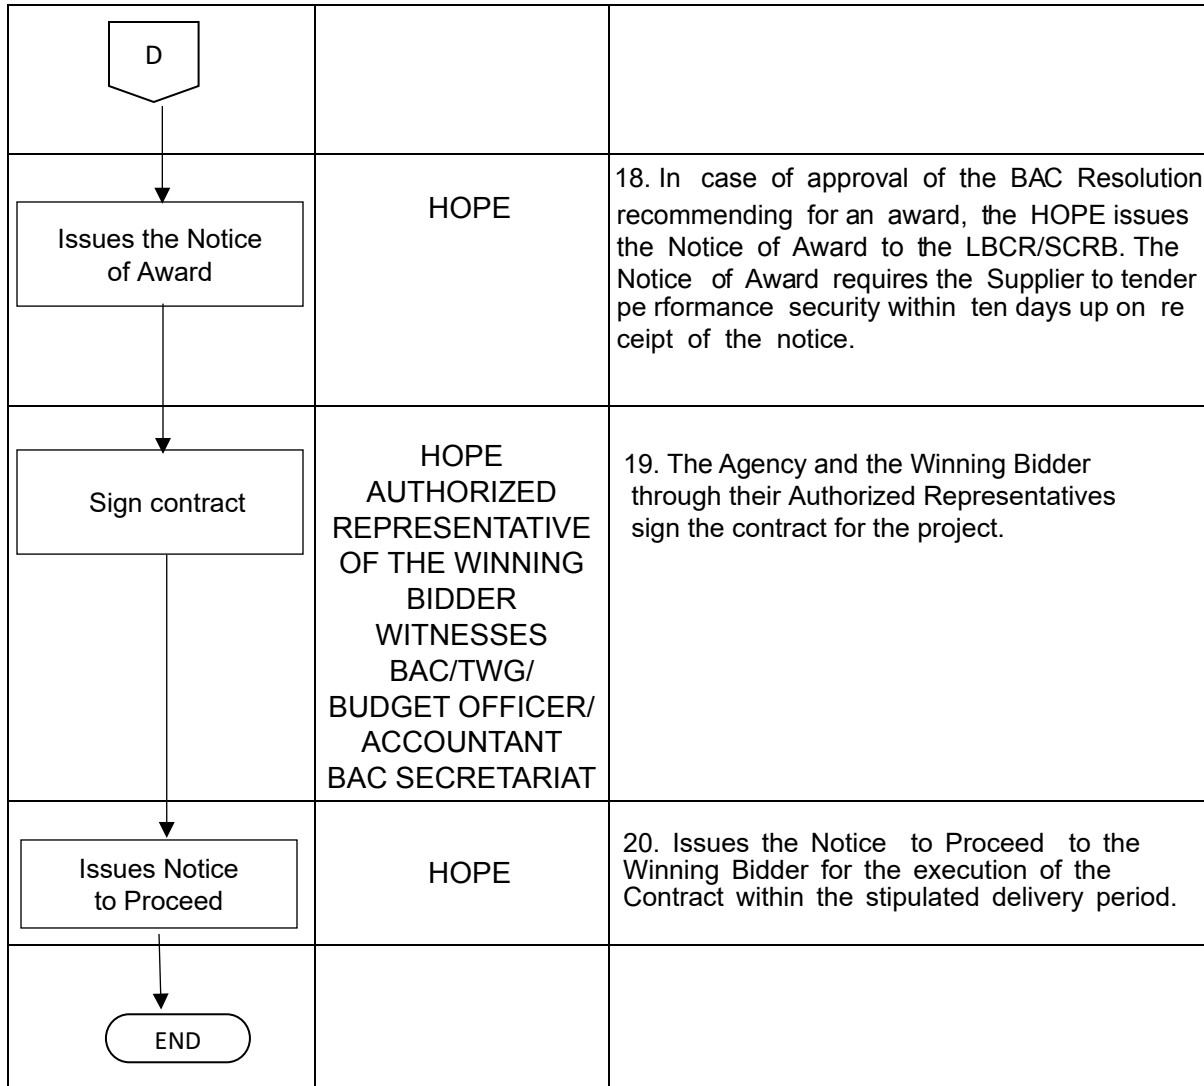 D
Issues the Notice
of Award
HOPE
18. In case of approval of the BAC Resolution
recommending for an award, the HOPE issues
the Notice of Award to the LBCR/SCRB. The
Notice of Award requires the Supplier to tender
pe rformance security within ten days up on re
ceipt of the notice.
Sign contract
HOPE
AUTHORIZED
REPRESENTATIVE
OF THE WINNING
BIDDER
WITNESSES
BAC/TWG/
BUDGET OFFICER/
ACCOUNTANT
BAC SECRETARIAT
19. The Agency and the Winning Bidder
through their Authorized Representatives
sign the contract for the project.
Issues Notice
to Proceed
HOPE
20. Issues the Notice to Proceed to the
Winning Bidder for the execution of the
Contract within the stipulated delivery period.
END